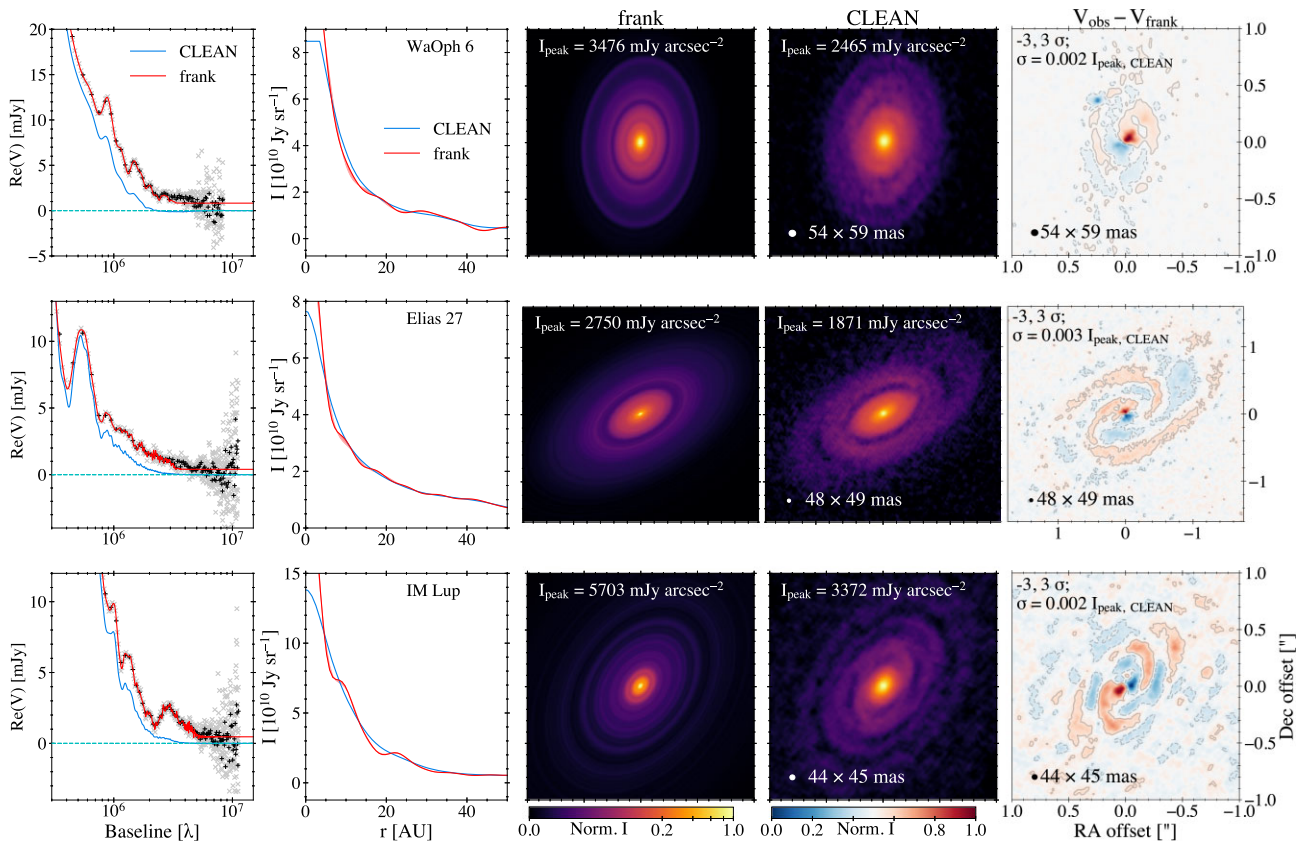 frank
CLEAN
V_obs − V_frank
20
15
10
5
0
−5
Re(V) [mJy]
CLEAN
frank
10^6
10^7
8
6
4
2
0
I [10^10 Jy sr^−1]
WaOph 6
CLEAN
frank
0
20
40
I_peak = 3476 mJy arcsec^−2
I_peak = 2465 mJy arcsec^−2
54 × 59 mas
-3, 3 σ;
σ = 0.002 I_peak, CLEAN
54 × 59 mas
1.0
0.5
0.0
−0.5
−1.0
1.0
0.5
0.0
−0.5
−1.0
10
5
0
Re(V) [mJy]
10^6
10^7
8
6
4
2
0
I [10^10 Jy sr^−1]
Elias 27
0
20
40
I_peak = 2750 mJy arcsec^−2
I_peak = 1871 mJy arcsec^−2
48 × 49 mas
-3, 3 σ;
σ = 0.003 I_peak, CLEAN
48 × 49 mas
1
0
−1
1
0
−1
10
5
0
Re(V) [mJy]
10^6
10^7
Baseline [λ]
15
10
5
0
I [10^10 Jy sr^−1]
IM Lup
0
20
40
r [AU]
I_peak = 5703 mJy arcsec^−2
0.0
Norm. I
0.2
1.0
I_peak = 3372 mJy arcsec^−2
44 × 45 mas
0.0
0.2
Norm. I
0.8
1.0
-3, 3 σ;
σ = 0.002 I_peak, CLEAN
44 × 45 mas
1.0
0.5
0.0
−0.5
−1.0
Dec offset ["]
1.0
0.5
0.0
−0.5
−1.0
RA offset ["]